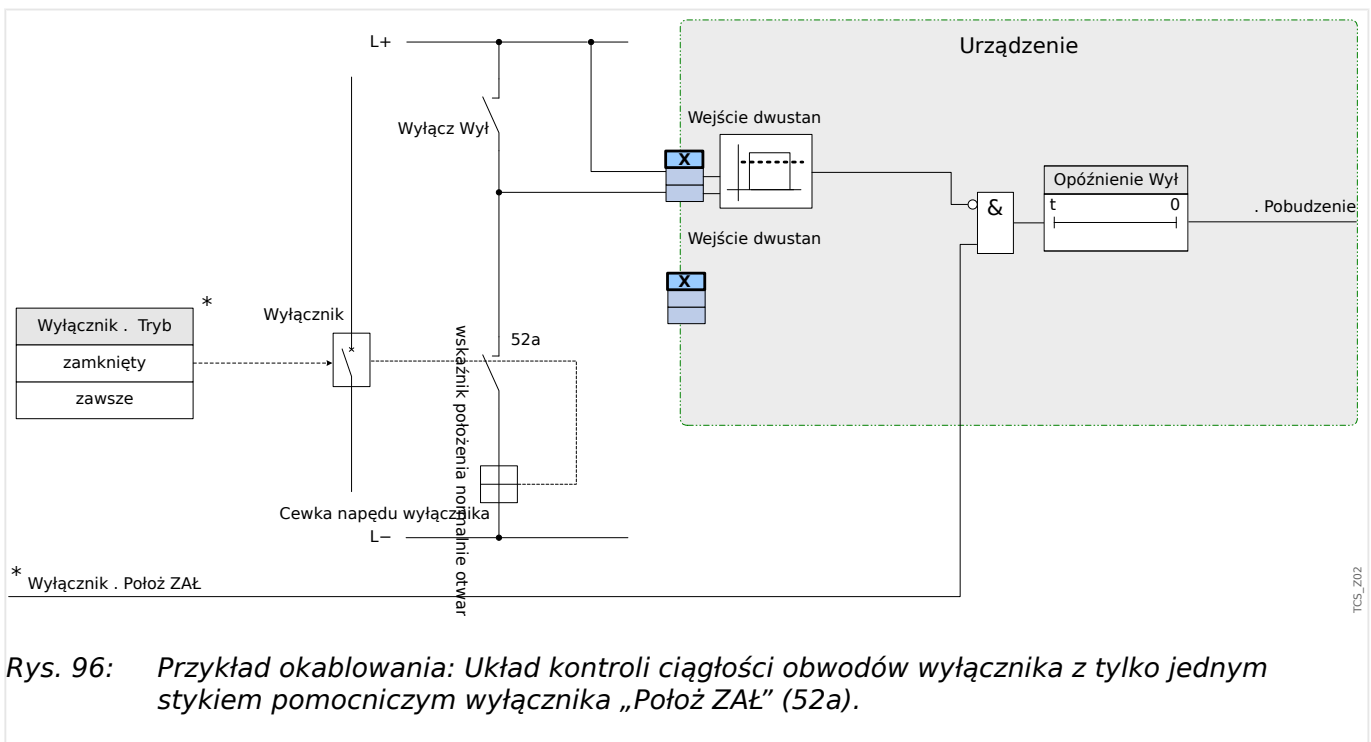 L+
Urządzenie
Wyłącz Wył
Wejście dwustan
X
Opóźnienie Wył
t 0
&
. Pobudzenie
Wejście dwustan
X
*
Wyłącznik . Tryb
zamknięty
zawsze
Wyłącznik
52a
wskaźnik położenia normalnie otwar
Cewka napędu wyłącznika
L−
* Wyłącznik . Położ ZAŁ
TCS_Z02
Rys. 96: Przykład okablowania: Układ kontroli ciągłości obwodów wyłącznika z tylko jednym
stykiem pomocniczym wyłącznika „Położ ZAŁ” (52a).